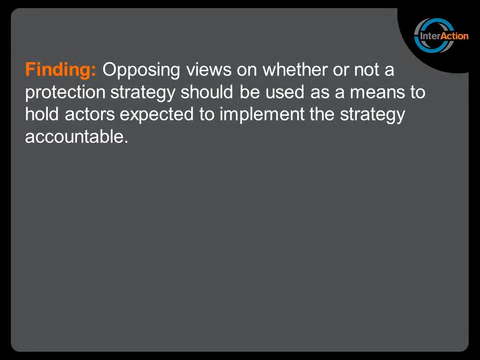 InterAction
Finding: Opposing views on whether or not a
protection strategy should be used as a means to
hold actors expected to implement the strategy
accountable.